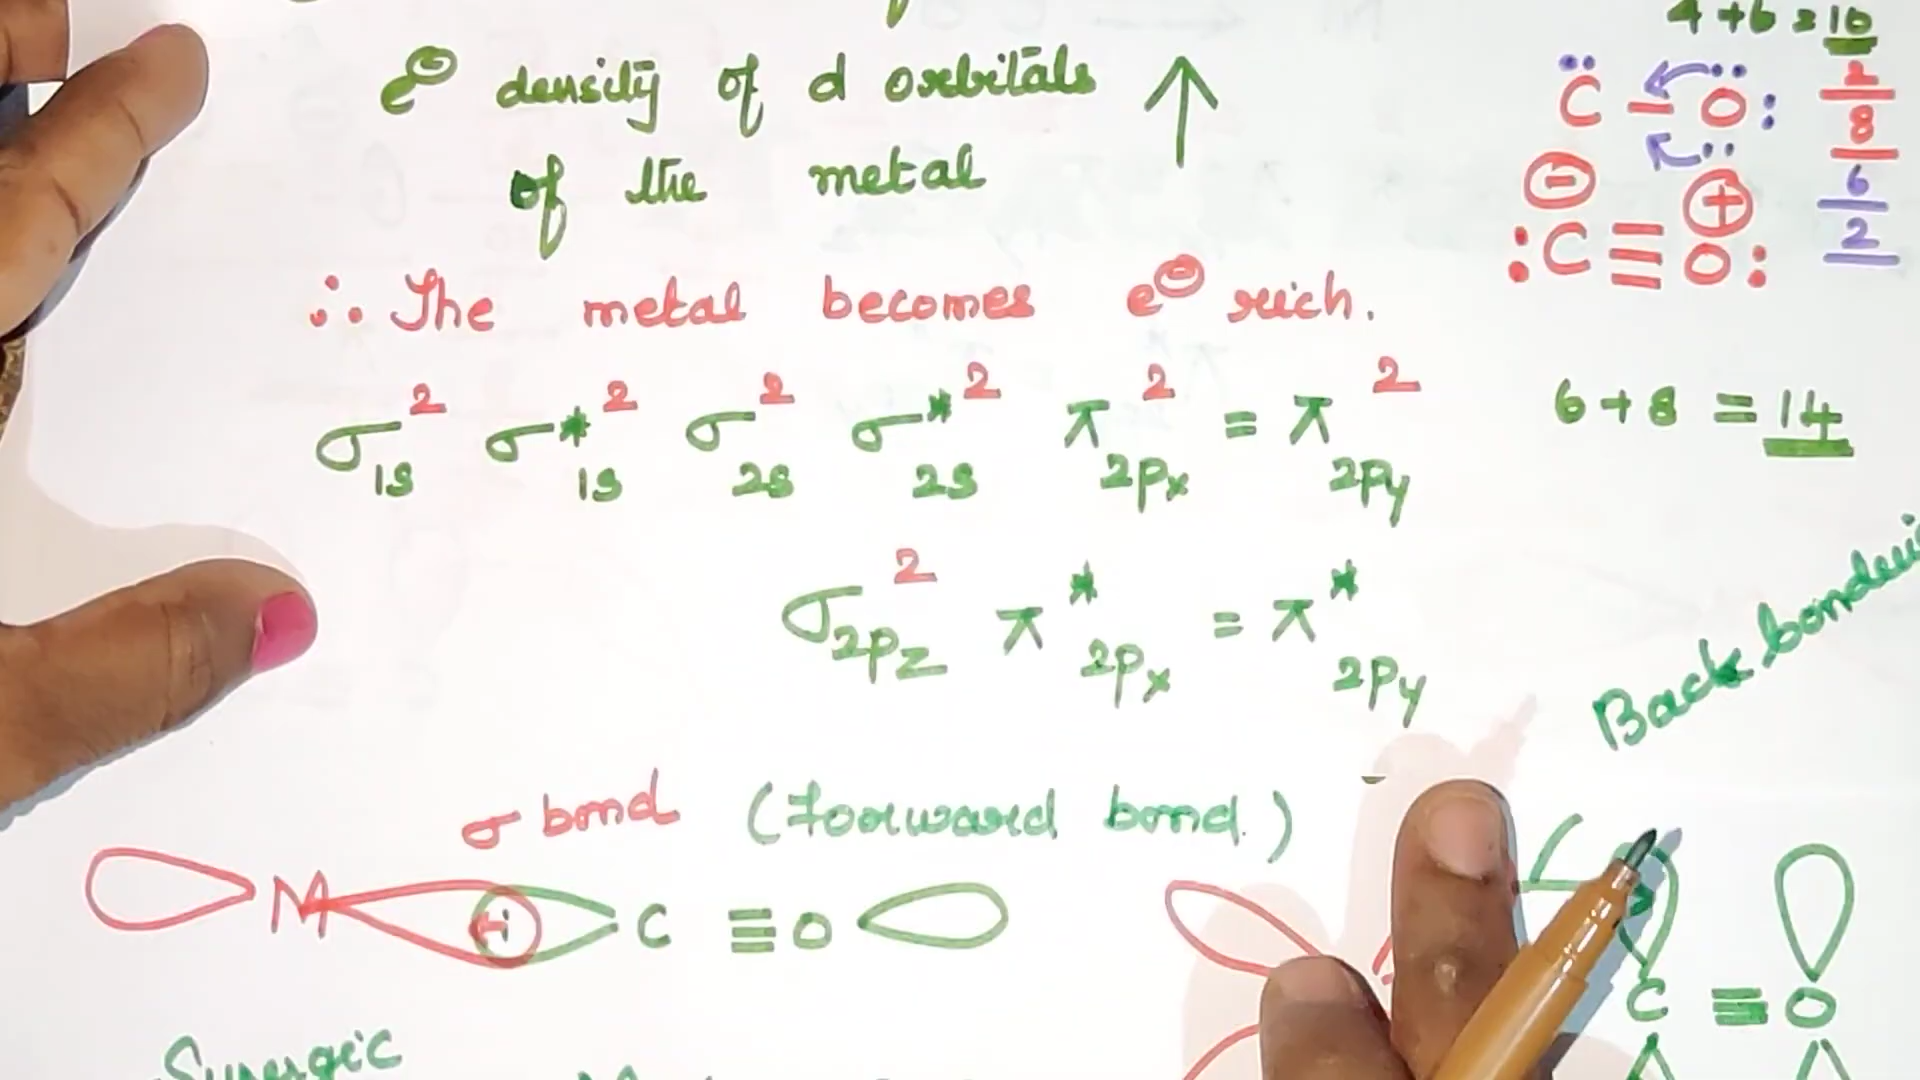 e⊖ density of d orbitals ↑
of the metal
∴ The metal becomes e⊖ rich.
σ1s² σ*1s² σ2s² σ*2s² π2px² = π2py²
σ2pz² π*2px = π*2py
σ bond (Forward bond)
M C ≡ O
Synergic
4 + 6 = 10
C − O : 2
8
⊖ ⊕ 6
:C ≡ O: 2
6 + 8 = 14
Back
C ≡ O